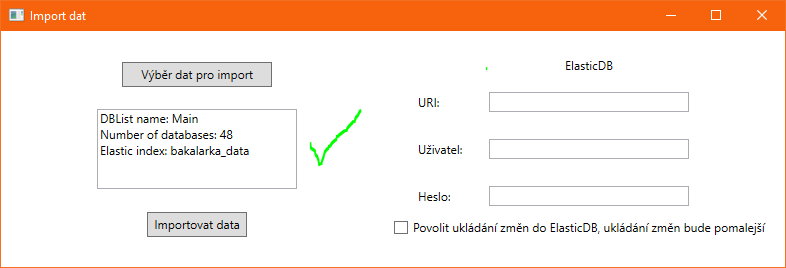 Import dat
Výběr dat pro import
DBList name: Main
Number of databases: 48
Elastic index: bakalarka_data
Importovat data
ElasticDB
URI:
Uživatel:
Heslo:
Povolit ukládání změn do ElasticDB, ukládání změn bude pomalejší